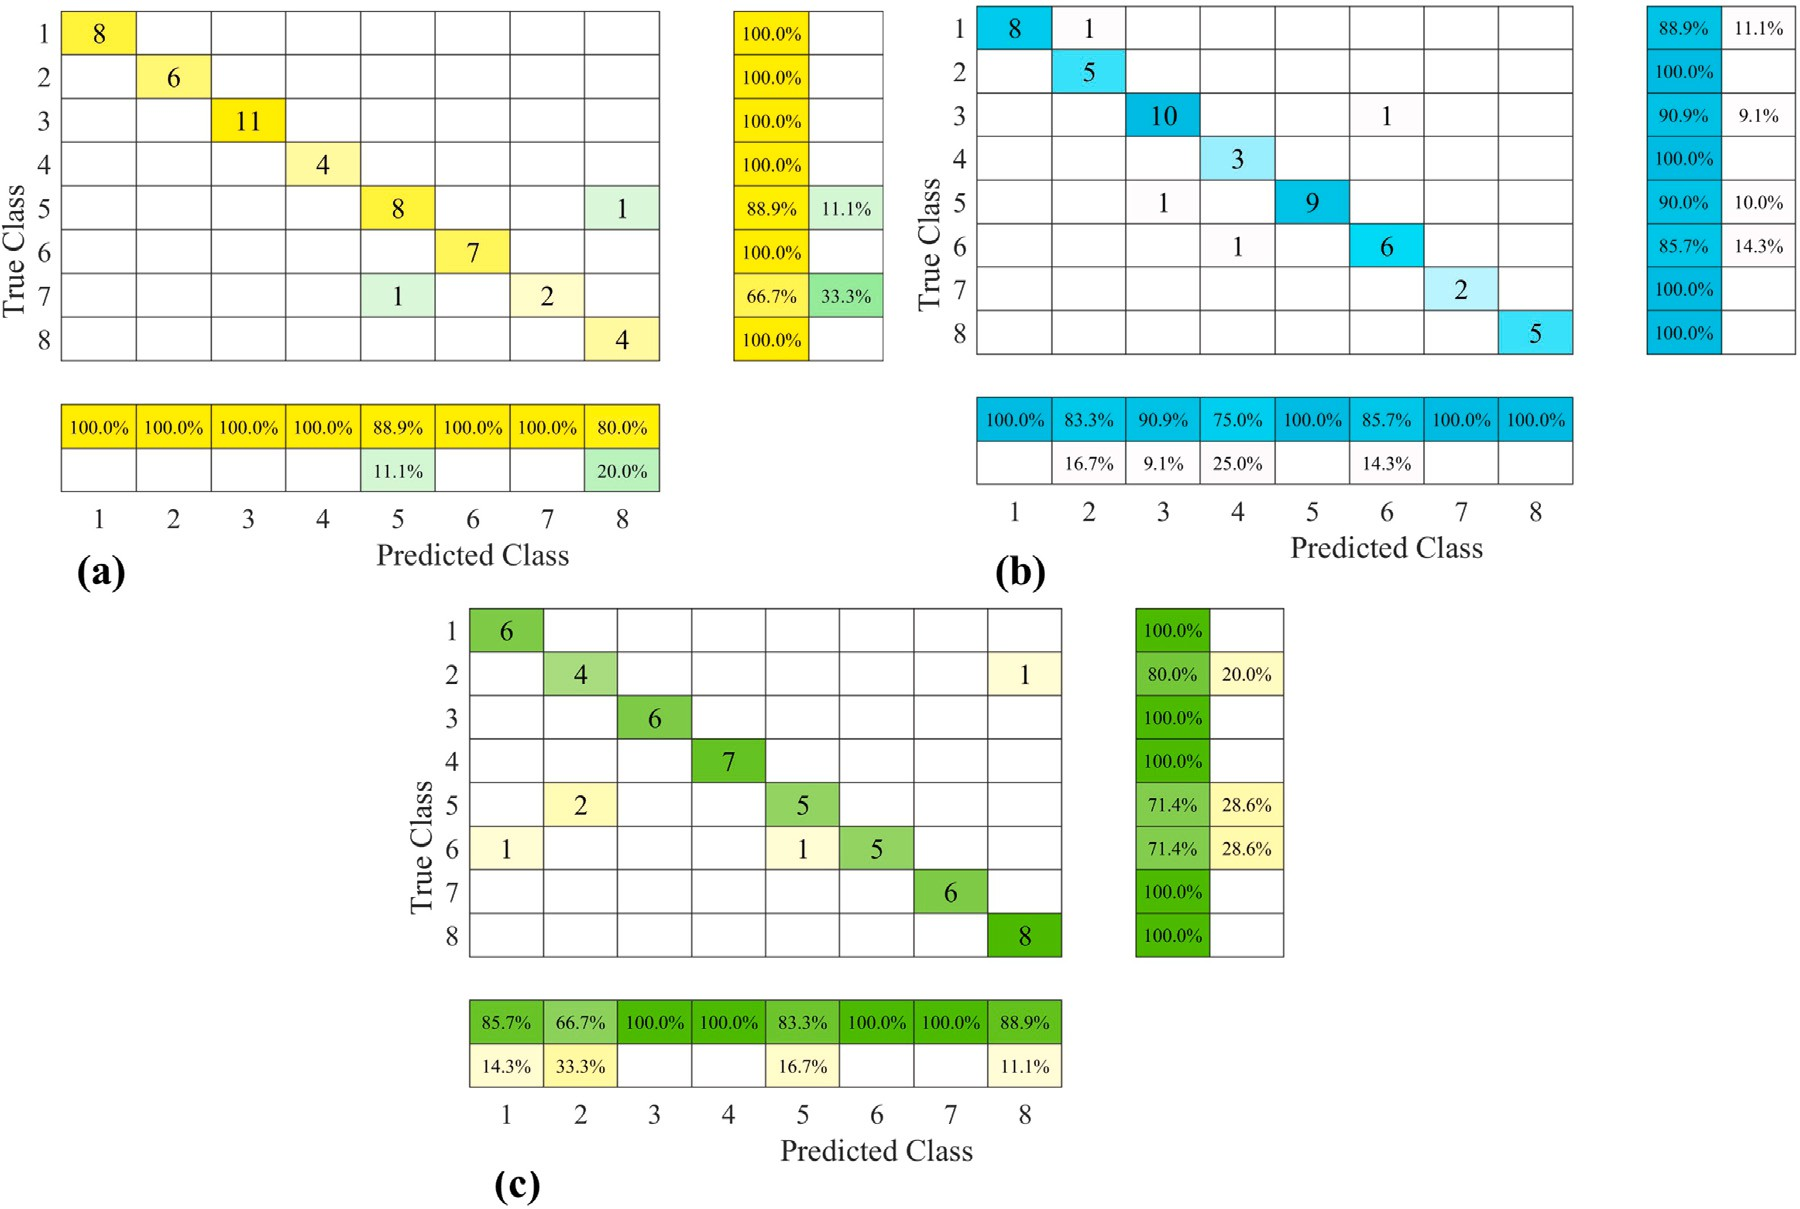 True Class
1 8 100.0%
2 6 100.0%
3 11 100.0%
4 4 100.0%
5 8 1 88.9% 11.1%
6 7 100.0%
7 1 2 66.7% 33.3%
8 4 100.0%
100.0% 100.0% 100.0% 100.0% 88.9% 100.0% 100.0% 80.0%
11.1% 20.0%
1 2 3 4 5 6 7 8
Predicted Class
(a)
True Class
1 8 1 88.9% 11.1%
2 5 100.0%
3 10 1 90.9% 9.1%
4 3 100.0%
5 1 9 90.0% 10.0%
6 1 6 85.7% 14.3%
7 2 100.0%
8 5 100.0%
100.0% 83.3% 90.9% 75.0% 100.0% 85.7% 100.0% 100.0%
16.7% 9.1% 25.0% 14.3%
1 2 3 4 5 6 7 8
Predicted Class
(b)
True Class
1 6 100.0%
2 4 1 80.0% 20.0%
3 6 100.0%
4 7 100.0%
5 2 5 71.4% 28.6%
6 1 1 5 71.4% 28.6%
7 6 100.0%
8 8 100.0%
85.7% 66.7% 100.0% 100.0% 83.3% 100.0% 100.0% 88.9%
14.3% 33.3% 16.7% 11.1%
1 2 3 4 5 6 7 8
Predicted Class
(c)